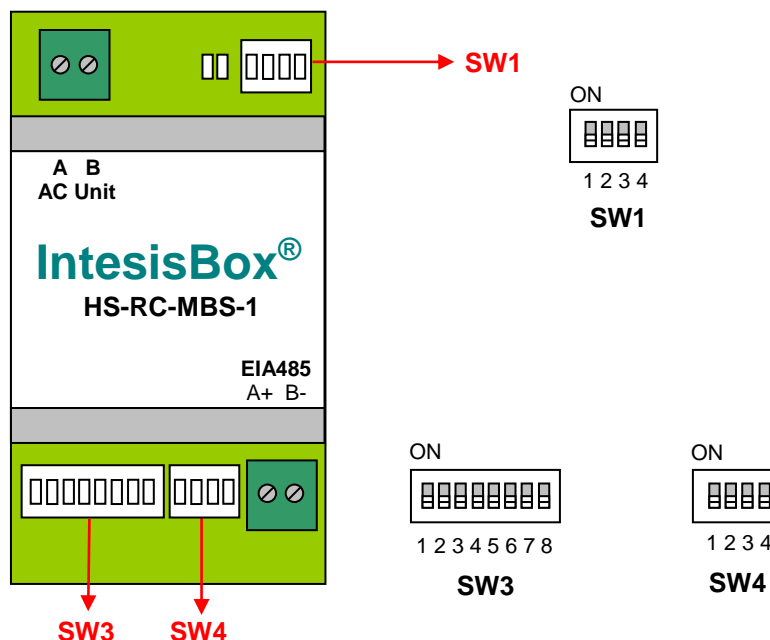 SW1
ON
1 2 3 4
SW1
A B
AC Unit
IntesisBox®
HS-RC-MBS-1
EIA485
A+ B-
ON
1 2 3 4 5 6 7 8
SW3
ON
1 2 3 4
SW4
SW3 SW4